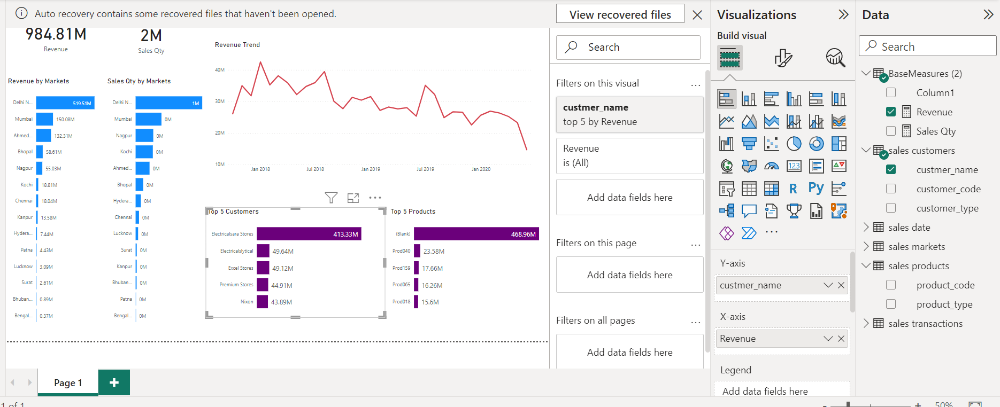 Auto recovery contains some recovered files that haven't been opened.
View recovered files
984.81M
Revenue
2M
Sales Qty
Revenue by Markets
Delhi N...
519.51M
Mumbai
150.08M
Ahmed...
132.31M
Bhopal
58.61M
Nagpur
55.03M
Kochi
18.81M
Chennai
18.04M
Kanpur
13.58M
Hydera...
7.44M
Patna
4.43M
Lucknow
3.09M
Surat
2.61M
Bhuban...
0.89M
Bengal...
0.37M
Sales Qty by Markets
Delhi N...
1M
Mumbai
0M
Nagpur
0M
Kochi
0M
Ahmed...
0M
Bhopal
0M
Hydera...
0M
Chennai
0M
Lucknow
0M
Surat
0M
Kanpur
0M
Bhuban...
0M
Patna
0M
Bengal...
0M
Revenue Trend
40M
30M
20M
10M
Jan 2018
Jul 2018
Jan 2019
Jul 2019
Jan 2020
Top 5 Customers
Electricalsara Stores
413.33M
Electricalslytical
49.64M
Excel Stores
49.12M
Premium Stores
44.91M
Nixon
43.89M
Top 5 Products
(Blank)
468.96M
Prod040
23.58M
Prod159
17.66M
Prod065
16.26M
Prod018
15.6M
Page 1
1 of 1
Search
Filters on this visual
...
custmer_name
top 5 by Revenue
Revenue
is (All)
Add data fields here
Filters on this page
...
Add data fields here
Filters on all pages
...
Add data fields here
Visualizations
Build visual
123
R
Py
...
Y-axis
custmer_name
X-axis
Revenue
Legend
Add data fields here
Data
Search
BaseMeasures (2)
Column1
Revenue
Sales Qty
sales customers
custmer_name
customer_code
customer_type
sales date
sales markets
sales products
product_code
product_type
sales transactions
- + 50%